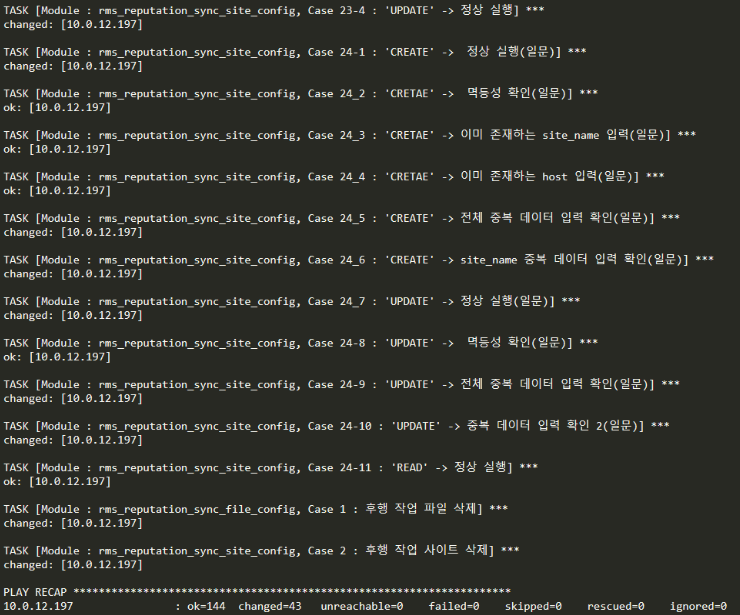 TASK [Module : rms_reputation_sync_site_config, Case 23-4 : 'UPDATE' -> 정상 실행] ***
changed: [10.0.12.197]
TASK [Module : rms_reputation_sync_site_config, Case 24-1 : 'CREATE' ->  정상 실행(일문)] ***
changed: [10.0.12.197]
TASK [Module : rms_reputation_sync_site_config, Case 24_2 : 'CRETAE' ->  멱등성 확인(일문)] ***
ok: [10.0.12.197]
TASK [Module : rms_reputation_sync_site_config, Case 24_3 : 'CRETAE' -> 이미 존재하는 site_name 입력(일문)] ***
ok: [10.0.12.197]
TASK [Module : rms_reputation_sync_site_config, Case 24_4 : 'CRETAE' -> 이미 존재하는 host 입력(일문)] ***
ok: [10.0.12.197]
TASK [Module : rms_reputation_sync_site_config, Case 24_5 : 'CREATE' -> 전체 중복 데이터 입력 확인(일문)] ***
changed: [10.0.12.197]
TASK [Module : rms_reputation_sync_site_config, Case 24_6 : 'CREATE' -> site_name 중복 데이터 입력 확인(일문)] ***
changed: [10.0.12.197]
TASK [Module : rms_reputation_sync_site_config, Case 24_7 : 'UPDATE' -> 정상 실행(일문)] ***
changed: [10.0.12.197]
TASK [Module : rms_reputation_sync_site_config, Case 24-8 : 'UPDATE' ->  멱등성 확인(일문)] ***
ok: [10.0.12.197]
TASK [Module : rms_reputation_sync_site_config, Case 24-9 : 'UPDATE' -> 전체 중복 데이터 입력 확인(일문)] ***
changed: [10.0.12.197]
TASK [Module : rms_reputation_sync_site_config, Case 24-10 : 'UPDATE' -> 중복 데이터 입력 확인 2(일문)] ***
changed: [10.0.12.197]
TASK [Module : rms_reputation_sync_site_config, Case 24-11 : 'READ' -> 정상 실행] ***
ok: [10.0.12.197]
TASK [Module : rms_reputation_sync_file_config, Case 1 : 후행 작업 파일 삭제] ***
changed: [10.0.12.197]
TASK [Module : rms_reputation_sync_site_config, Case 2 : 후행 작업 사이트 삭제] ***
changed: [10.0.12.197]
PLAY RECAP *********************************************************************
10.0.12.197                : ok=144  changed=43   unreachable=0    failed=0    skipped=0    rescued=0    ignored=0